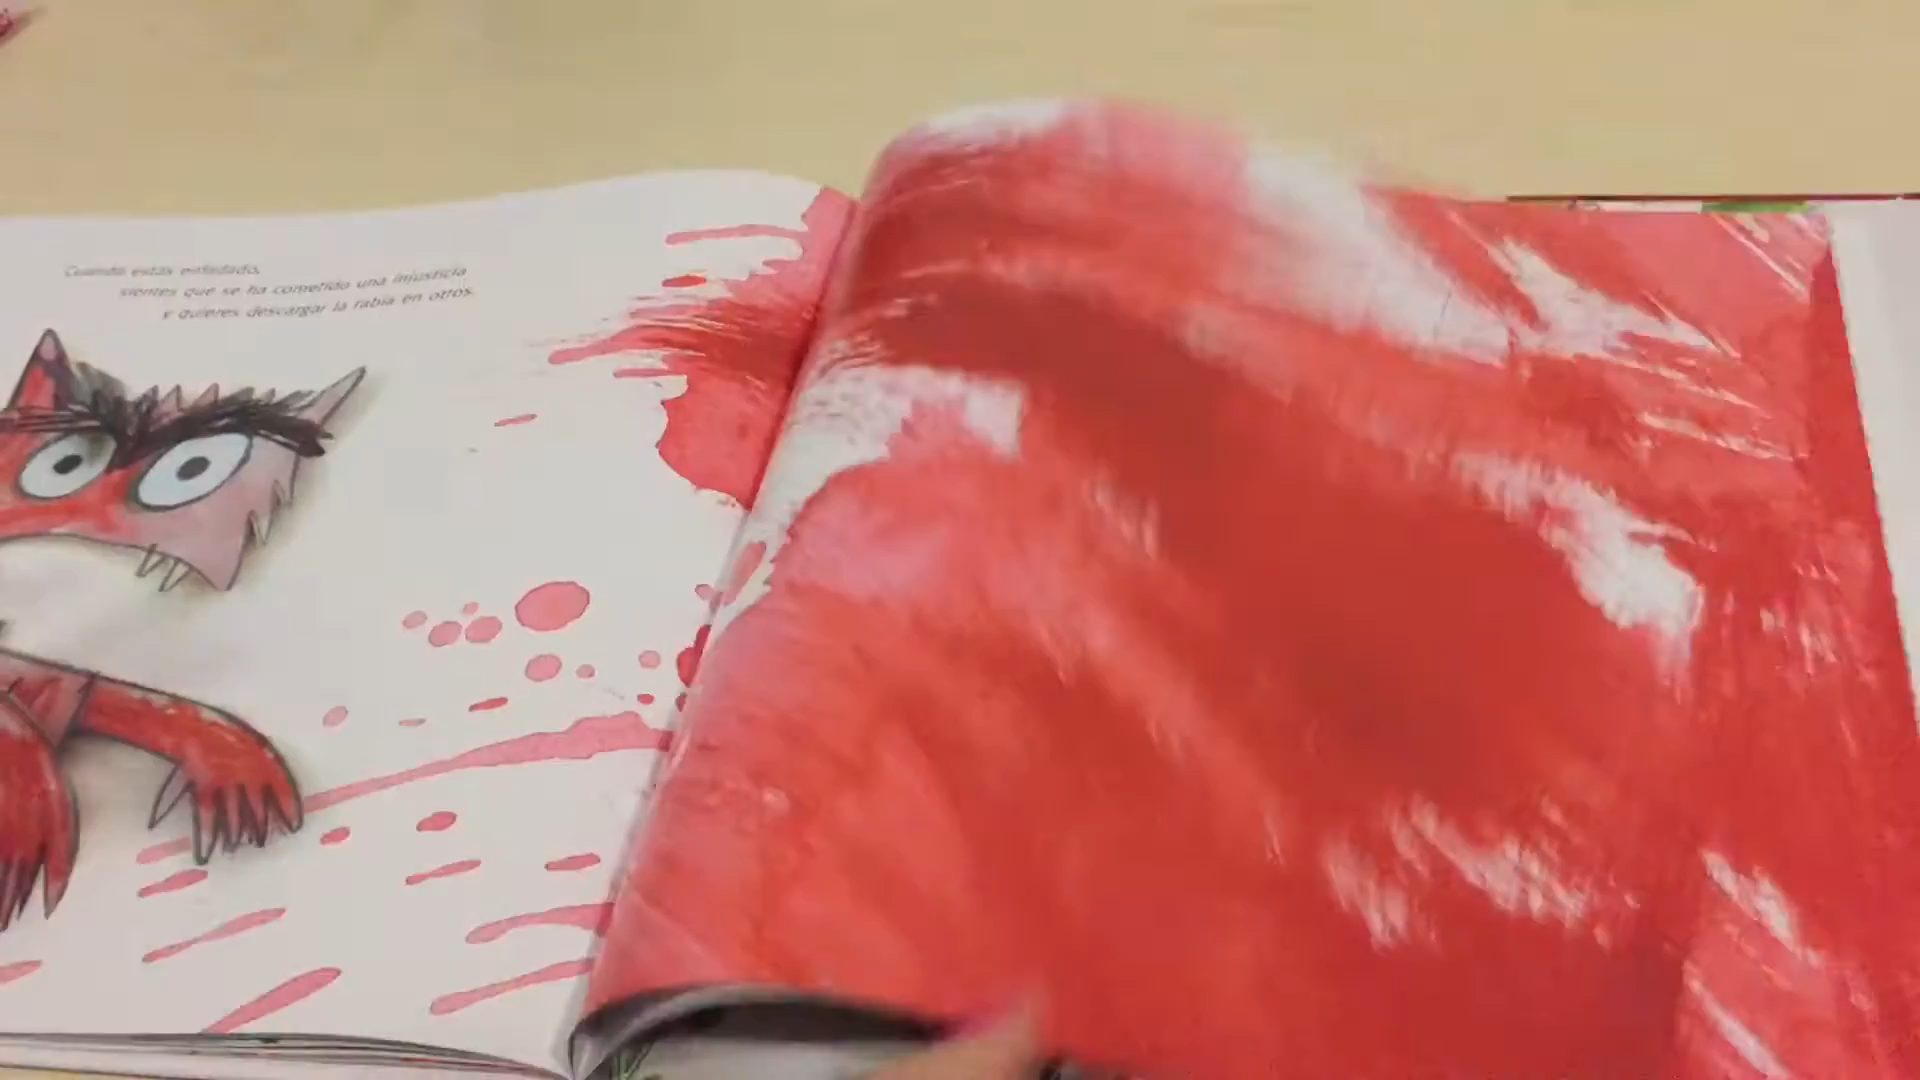 Cuando estás enfadado,
sientes que se ha cometido una injusticia
y quieres descargar la rabia en otros.